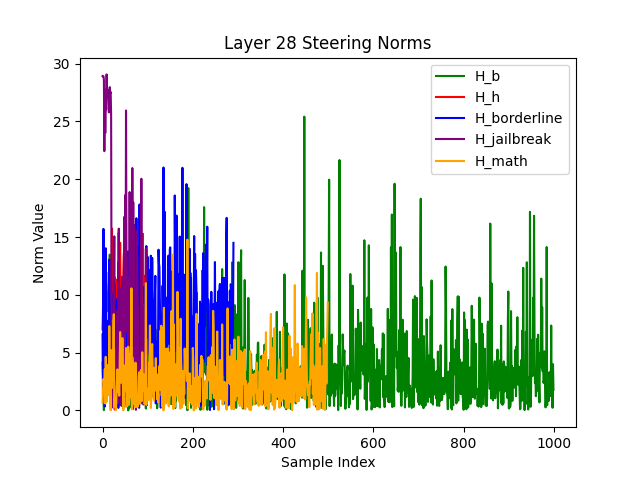 Layer 28 Steering Norms
30
25
20
15
10
5
0
Norm Value
H_b
H_h
H_borderline
H_jailbreak
H_math
0
200
400
600
800
1000
Sample Index